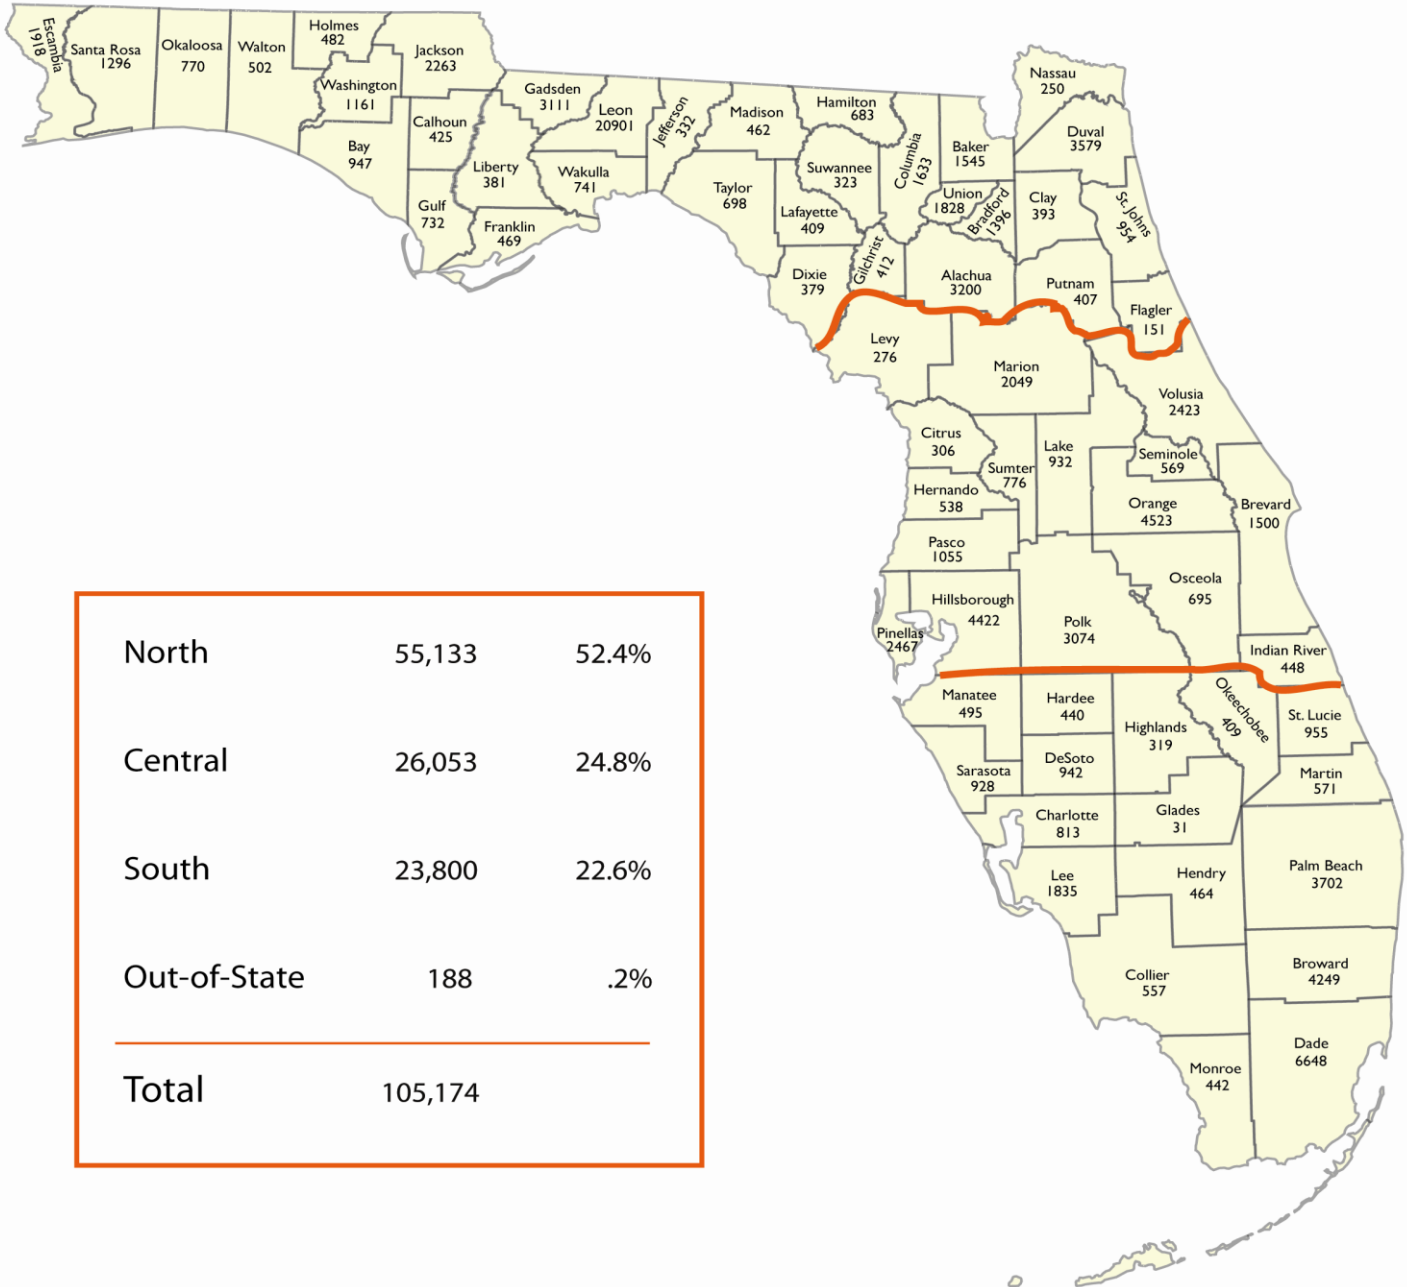 Escambia
1918
Santa Rosa
1296
Okaloosa
770
Walton
502
Holmes
482
Washington
1161
Jackson
2263
Bay
947
Calhoun
425
Gulf
732
Liberty
381
Gadsden
3111
Franklin
469
Leon
20901
Wakulla
741
Jefferson
332
Madison
462
Taylor
698
Hamilton
683
Suwannee
323
Lafayette
409
Dixie
379
Columbia
1633
Gilchrist
412
Baker
1545
Union
1828
Bradford
1396
Alachua
3200
Nassau
250
Duval
3579
Clay
393
St. Johns
954
Putnam
407
Flagler
151
Levy
276
Marion
2049
Volusia
2423
Citrus
306
Sumter
776
Lake
932
Seminole
569
Hernando
538
Orange
4523
Brevard
1500
Pasco
1055
Osceola
695
Hillsborough
4422
Pinellas
2467
Polk
3074
Indian River
448
Manatee
495
Hardee
440
Highlands
319
Okeechobee
409
St. Lucie
955
Sarasota
928
DeSoto
942
Martin
571
Charlotte
813
Glades
31
Lee
1835
Hendry
464
Palm Beach
3702
Collier
557
Broward
4249
Monroe
442
Dade
6648
North 55,133 52.4%
Central 26,053 24.8%
South 23,800 22.6%
Out-of-State 188 .2%
Total 105,174